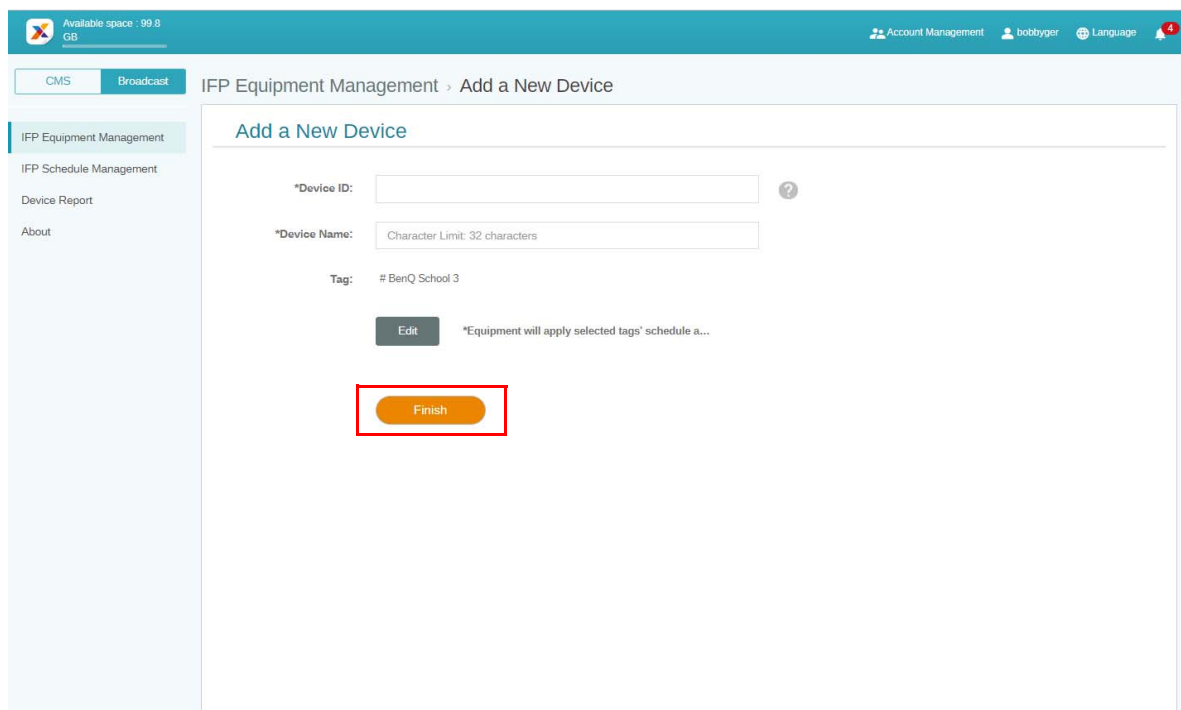 Available space : 99.8
GB
Account Management
bobbyger
Language
4
CMS
Broadcast
IFP Equipment Management › Add a New Device
IFP Equipment Management
IFP Schedule Management
Device Report
About
Add a New Device
*Device ID:
?
*Device Name:
Character Limit: 32 characters
Tag:
# BenQ School 3
Edit
*Equipment will apply selected tags' schedule a...
Finish